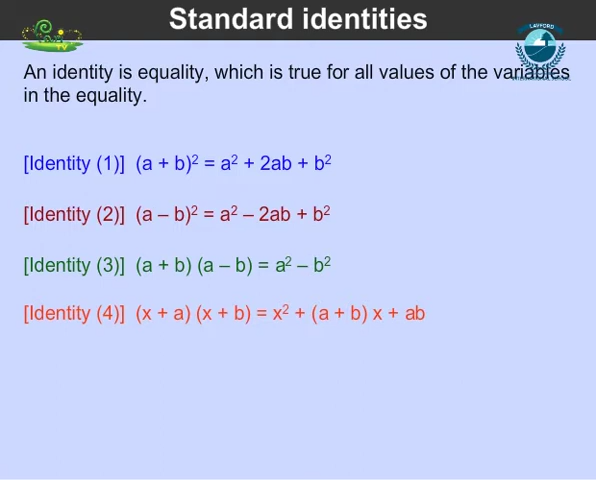 Standard identities
LAYFORD
An identity is equality, which is true for all values of the variables
in the equality.
[Identity (1)] (a + b)² = a² + 2ab + b²
[Identity (2)] (a – b)² = a² – 2ab + b²
[Identity (3)] (a + b) (a – b) = a² – b²
[Identity (4)] (x + a) (x + b) = x² + (a + b) x + ab